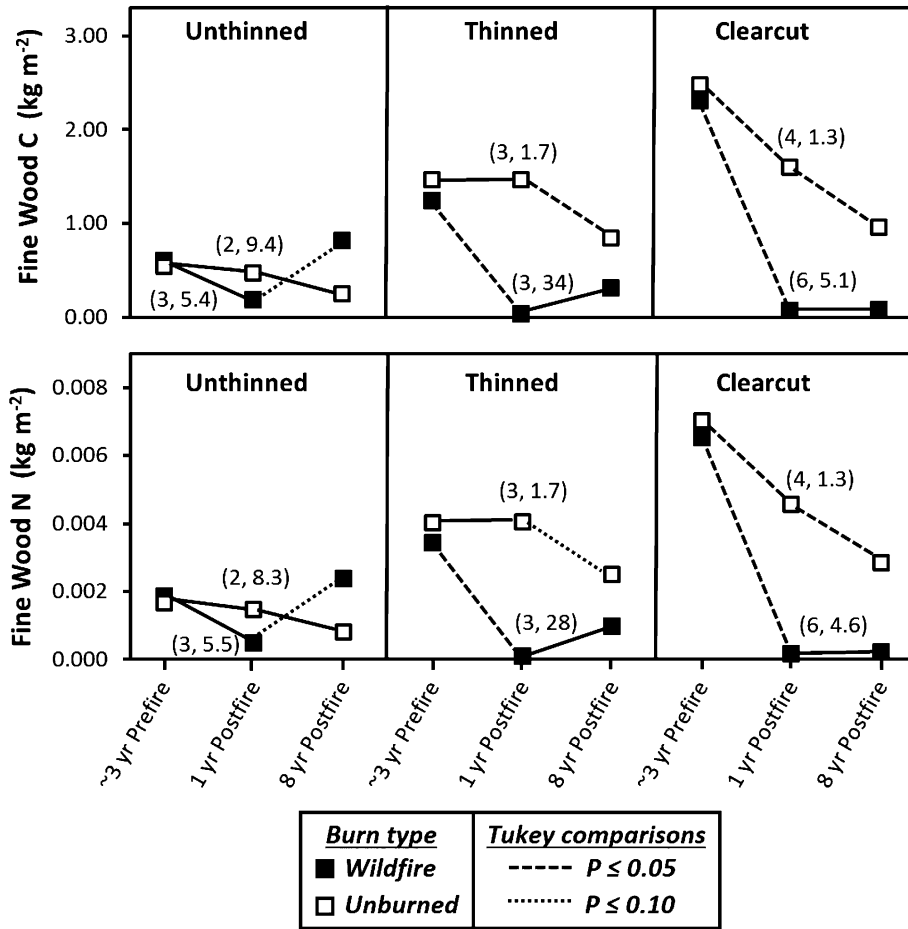 Unthinned Thinned Clearcut
Fine Wood C (kg m⁻²)
3.00
2.00
1.00
0.00
(2, 9.4)
(3, 5.4)
(3, 1.7)
(3, 34)
(4, 1.3)
(6, 5.1)
Unthinned Thinned Clearcut
Fine Wood N (kg m⁻²)
0.008
0.006
0.004
0.002
0.000
(2, 8.3)
(3, 5.5)
(3, 1.7)
(3, 28)
(4, 1.3)
(6, 4.6)
~3 yr Prefire
1 yr Postfire
8 yr Postfire
~3 yr Prefire
1 yr Postfire
8 yr Postfire
~3 yr Prefire
1 yr Postfire
8 yr Postfire
Burn type
Wildfire
Unburned
Tukey comparisons
P ≤ 0.05
P ≤ 0.10